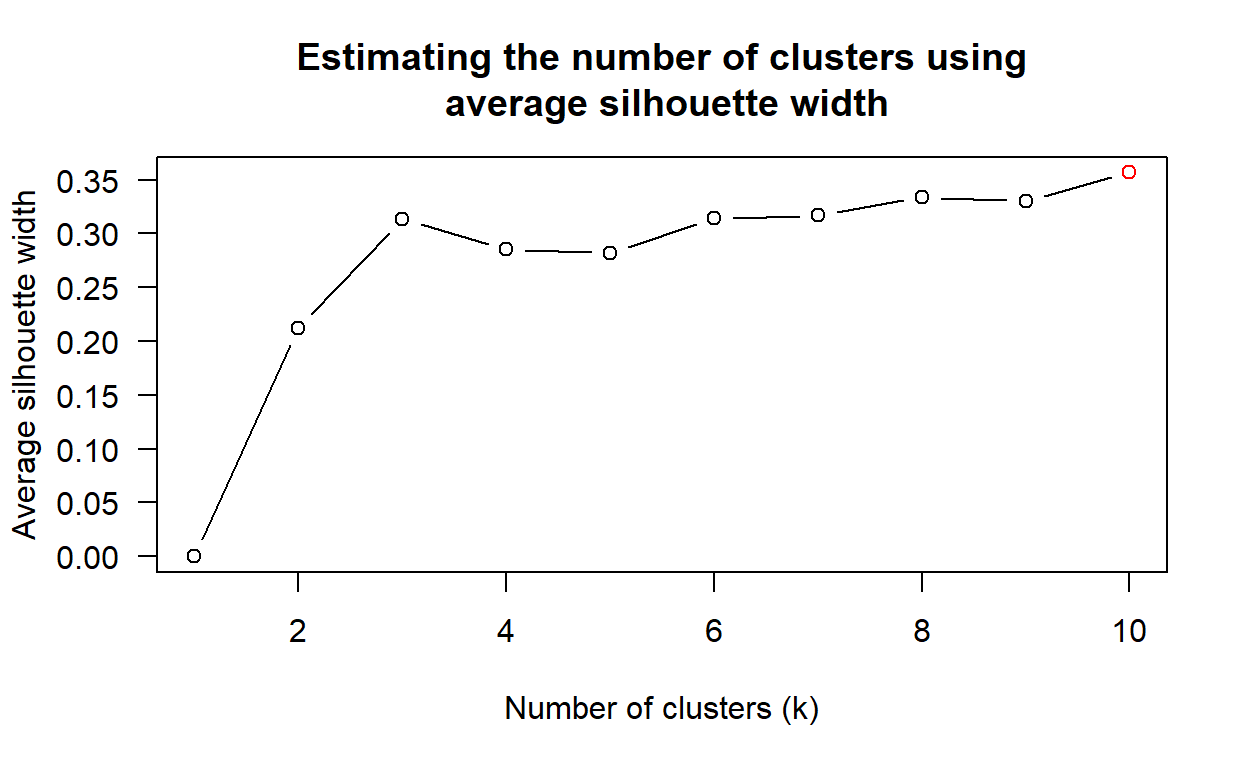 Estimating the number of clusters using
average silhouette width
Average silhouette width
0.35
0.30
0.25
0.20
0.15
0.10
0.05
0.00
2 4 6 8 10
Number of clusters (k)